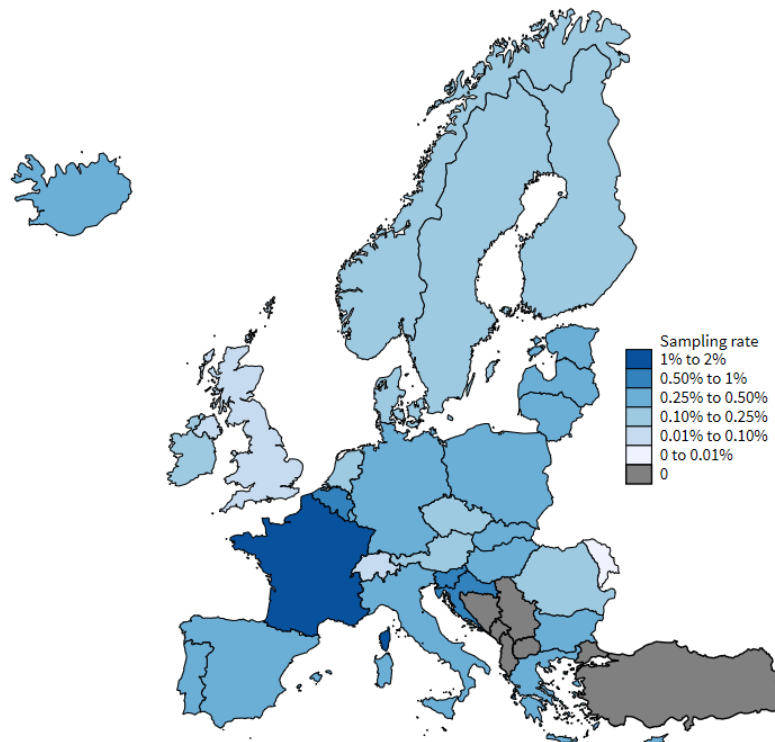 Sampling rate
1% to 2%
0.50% to 1%
0.25% to 0.50%
0.10% to 0.25%
0.01% to 0.10%
0 to 0.01%
0